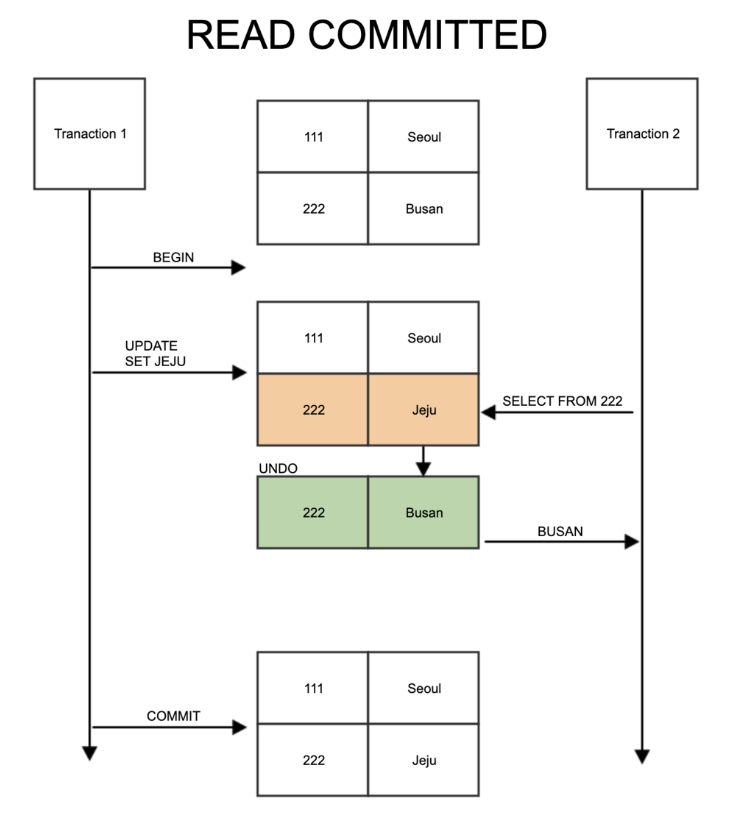 READ COMMITTED
Tranaction 1
Tranaction 2
111 Seoul
222 Busan
BEGIN
UPDATE
SET JEJU
111 Seoul
222 Jeju
SELECT FROM 222
UNDO
222 Busan
BUSAN
COMMIT
111 Seoul
222 Jeju